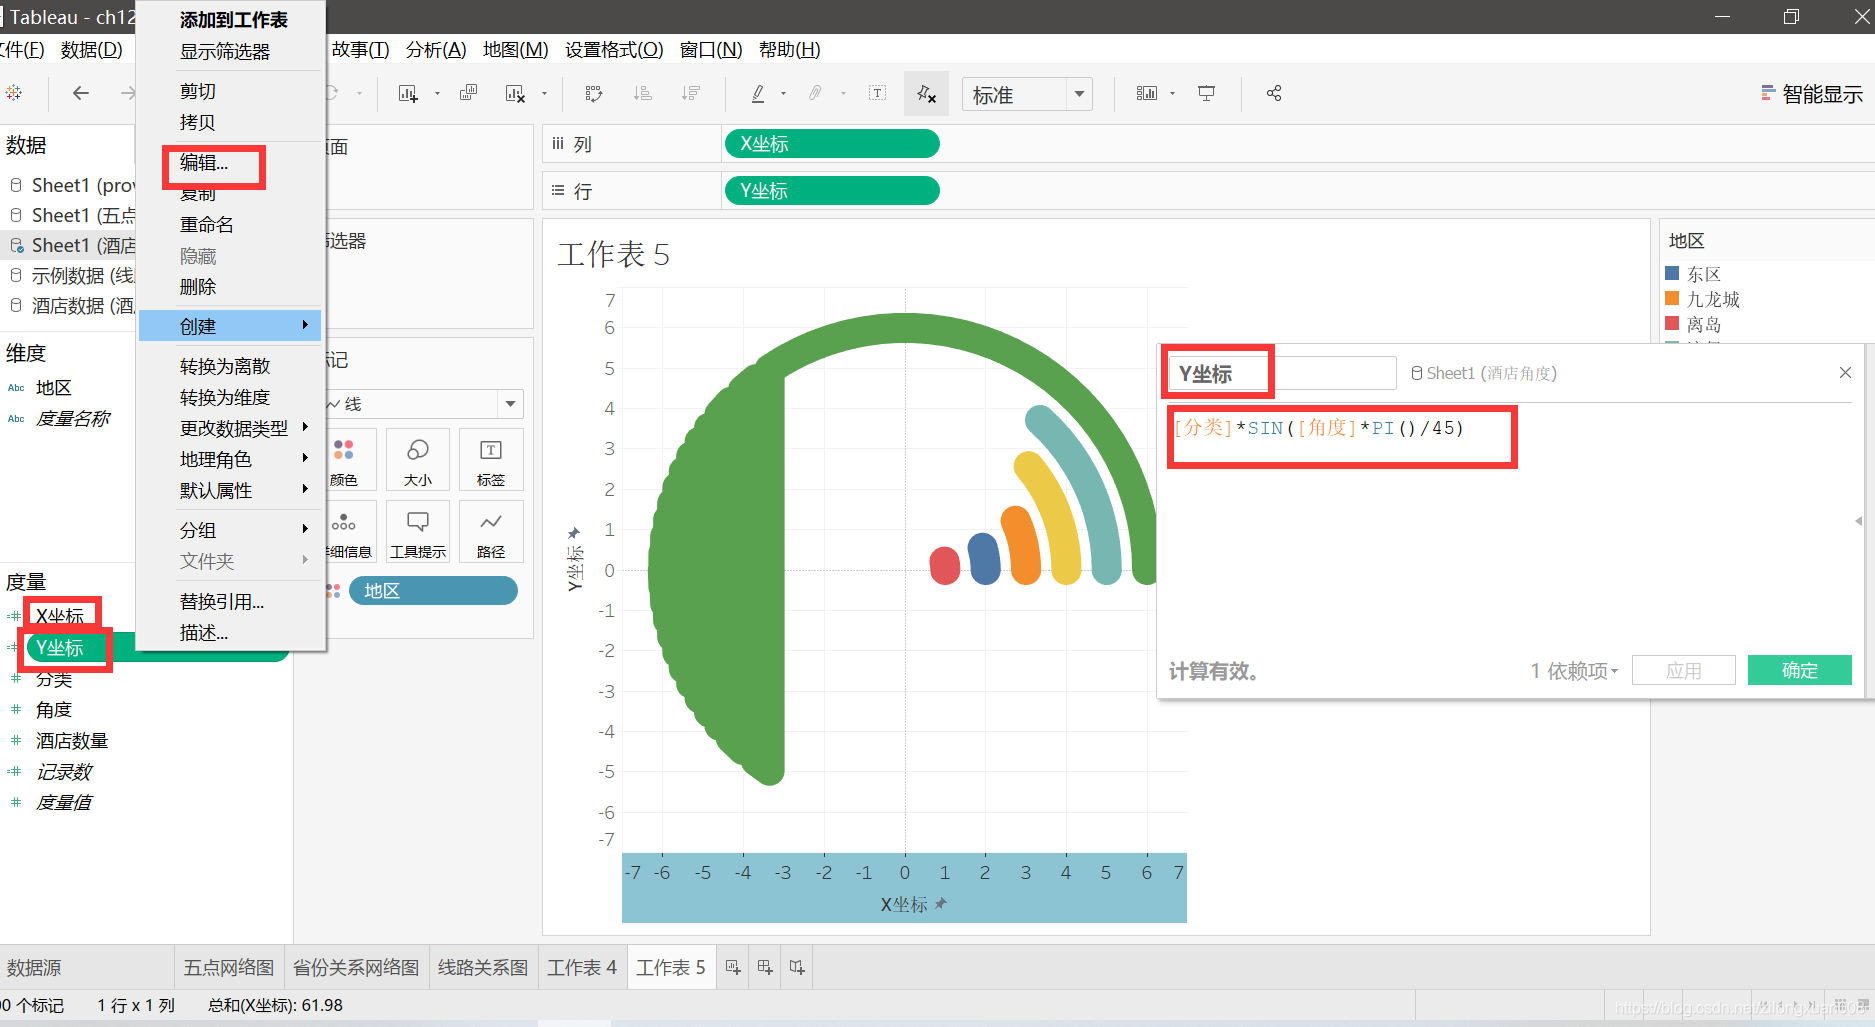 Tableau - ch12
文件(F) 数据(D) 故事(T) 分析(A) 地图(M) 设置格式(O) 窗口(N) 帮助(H)
添加到工作表
显示筛选器
剪切
拷贝
编辑...
复制
重命名
隐藏
删除
创建
转换为离散
转换为维度
更改数据类型
地理角色
默认属性
分组
文件夹
替换引用...
描述...
标准
智能显示
数据
Sheet1 (prov
Sheet1 (五点
Sheet1 (酒店
示例数据 (线
酒店数据 (酒
维度
Abc 地区
Abc 度量名称
度量
X坐标
Y坐标
分类
角度
酒店数量
记录数
度量值
页面
筛选器
标记
线
颜色 大小 标签
详细信息 工具提示 路径
地区
列 X坐标
行 Y坐标
工作表 5
7
6
5
4
3
2
1
0
-1
-2
-3
-4
-5
-6
-7
Y坐标
-7 -6 -5 -4 -3 -2 -1 0 1 2 3 4 5 6 7
X坐标
地区
东区
九龙城
离岛
Y坐标 Sheet1 (酒店角度)
[分类]*SIN([角度]*PI()/45)
计算有效。 1 依赖项 应用 确定
数据源 五点网络图 省份关系网络图 线路关系图 工作表 4 工作表 5
0 个标记 1 行 x 1 列 总和(X坐标): 61.98